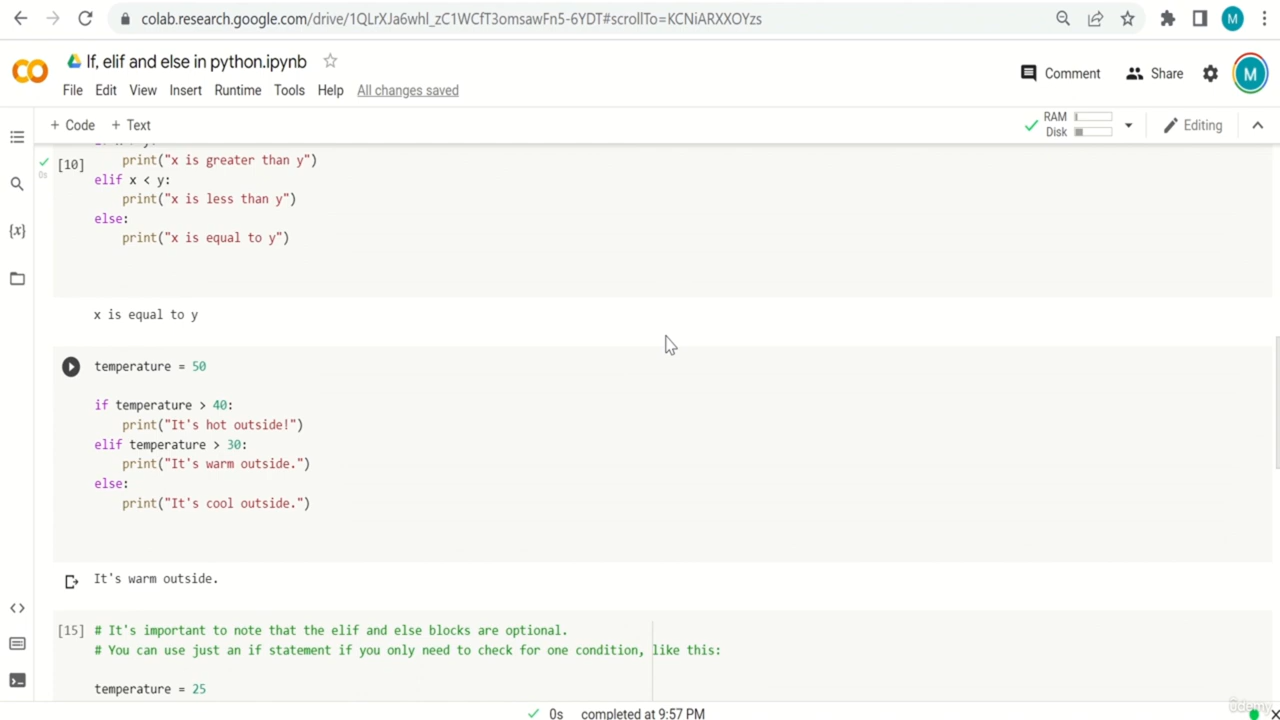 colab.research.google.com/drive/1QLrXJa6whl_zC1WCfT3omsawFn5-6YDT#scrollTo=KCNiARXXOYzs
M
If, elif and else in python.ipynb
File Edit View Insert Runtime Tools Help All changes saved
Comment
Share
M
+ Code + Text
RAM
Disk
Editing
[10]
0s
print("x is greater than y")
elif x < y:
print("x is less than y")
else:
print("x is equal to y")
x is equal to y
temperature = 50
if temperature > 40:
print("It's hot outside!")
elif temperature > 30:
print("It's warm outside.")
else:
print("It's cool outside.")
It's warm outside.
[15] # It's important to note that the elif and else blocks are optional.
# You can use just an if statement if you only need to check for one condition, like this:
temperature = 25
0s completed at 9:57 PM
udemy